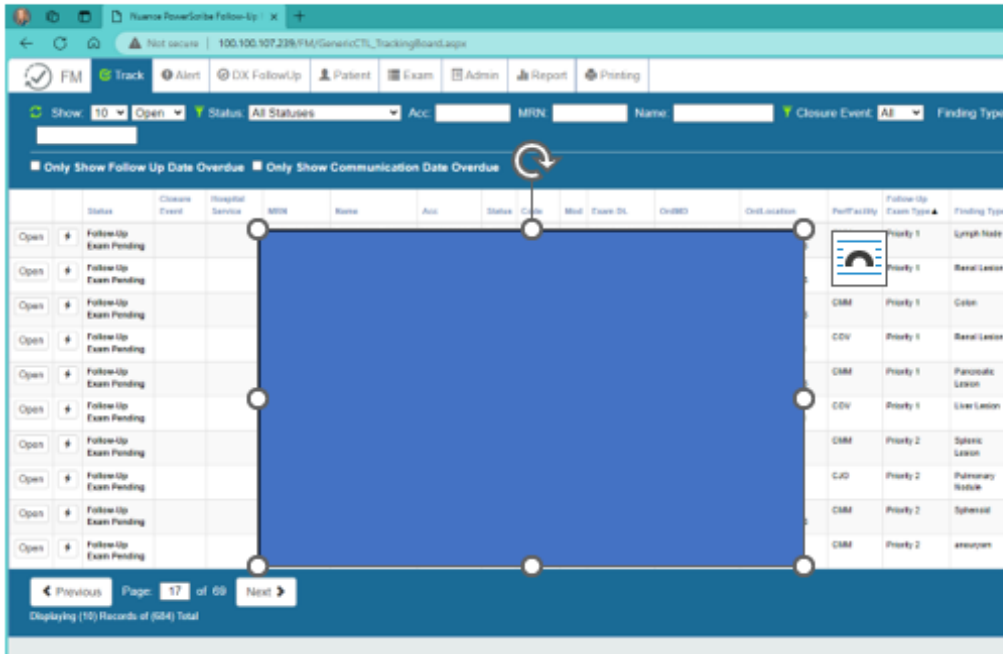 Nuance PowerScribe Follow-Up
Not secure | 100.100.107.239/FM/GenericCTL_TrackingBoard.aspx
FM Track Alert DX FollowUp Patient Exam Admin Report Printing
Show: 10 Open Status: All Statuses Acc: MRN: Name: Closure Event: All Finding Type
Only Show Follow Up Date Overdue Only Show Communication Date Overdue
Status Closure Event Hospital Service MRN Name Acc Status Code Mod Exam Dt. OrdMD OrdLocation PerfFacility Follow-Up Exam Type Finding Type
Open Follow-Up Exam Pending Priority 1 Lymph Node
Open Follow-Up Exam Pending Priority 1 Renal Lesion
Open Follow-Up Exam Pending CMM Priority 1 Colon
Open Follow-Up Exam Pending COV Priority 1 Renal Lesion
Open Follow-Up Exam Pending CMM Priority 1 Pancreatic Lesion
Open Follow-Up Exam Pending COV Priority 1 Liver Lesion
Open Follow-Up Exam Pending CMM Priority 2 Splenic Lesion
Open Follow-Up Exam Pending CJO Priority 2 Pulmonary Nodule
Open Follow-Up Exam Pending CMM Priority 2 Sphenoid
Open Follow-Up Exam Pending CMM Priority 2 aneurysm
Previous Page: 17 of 69 Next
Displaying (10) Records of (684) Total